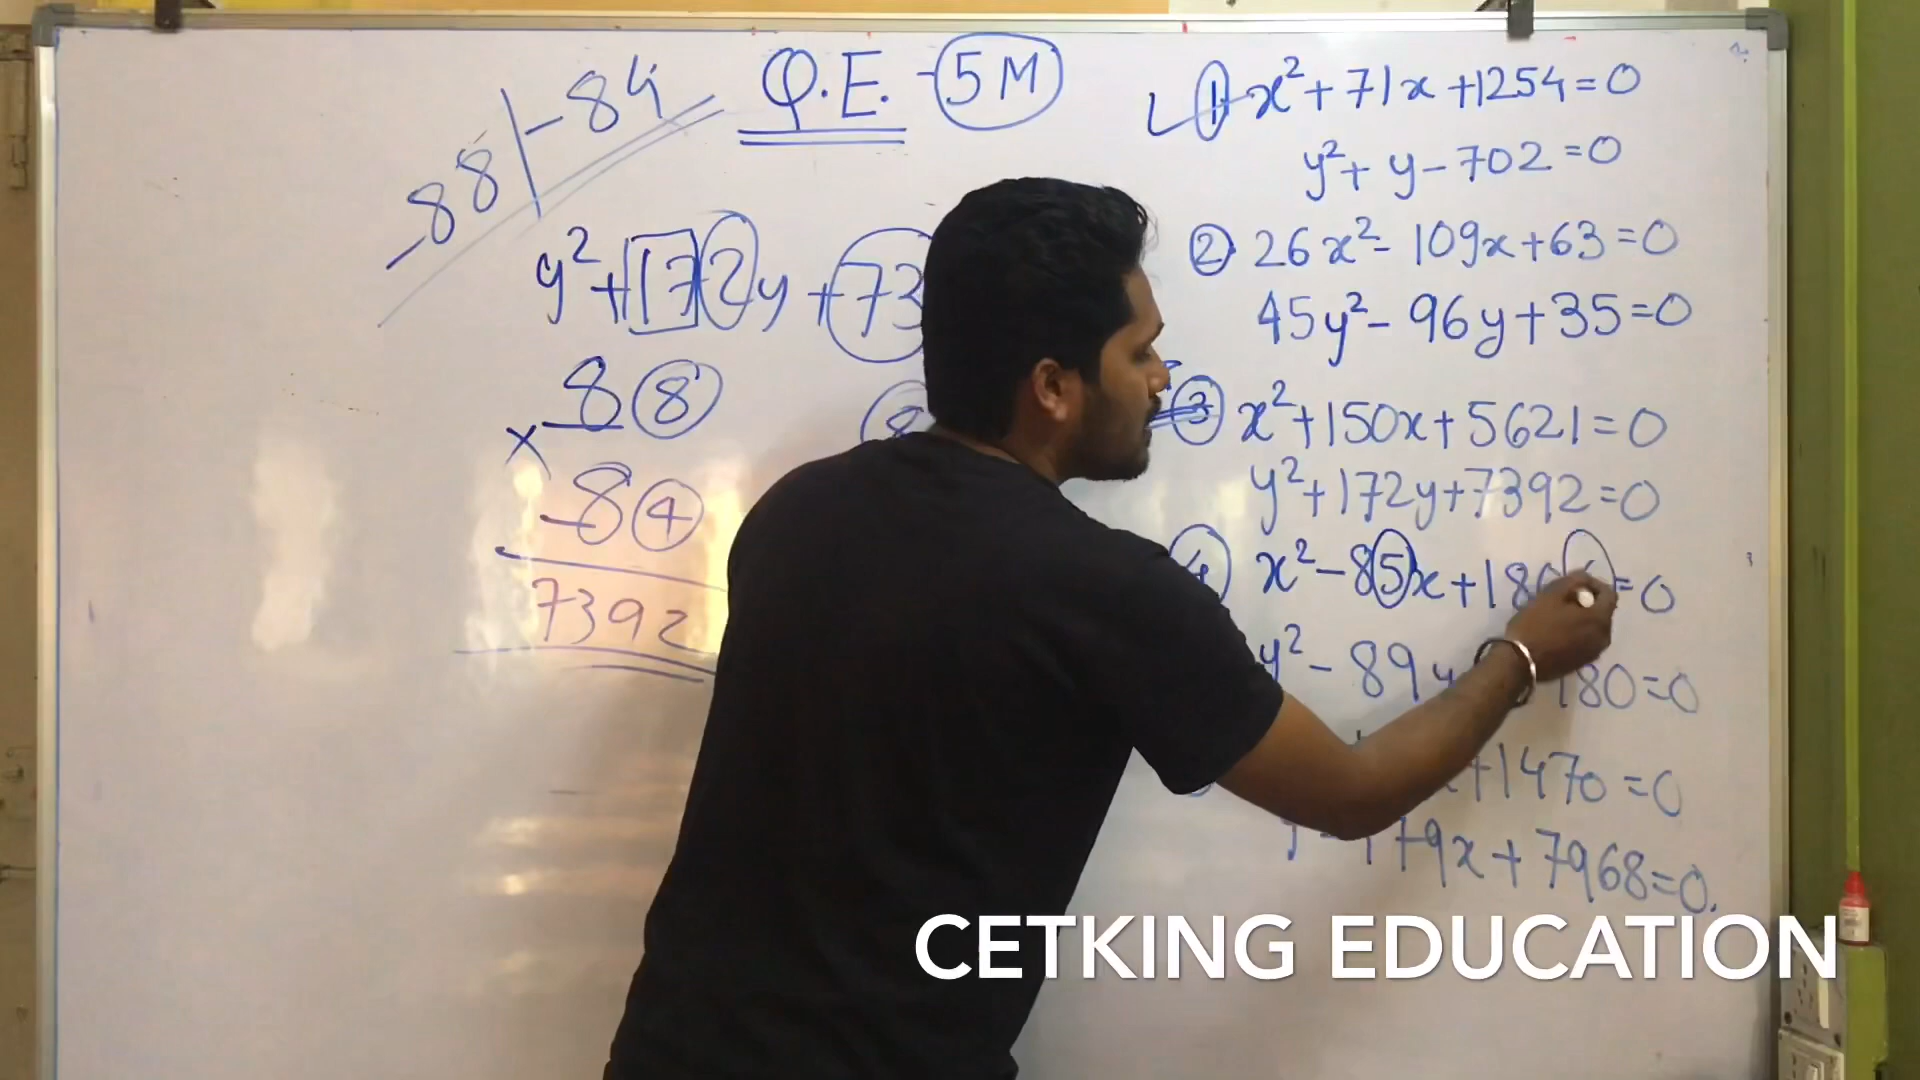 -88 | -84
Q.E. - 5M
y²+172y+73
88
× 84
7392
① x²+71x+1254=0
y²+y-702=0
② 26x²-109x+63=0
45y²-96y+35=0
③ x²+150x+5621=0
y²+172y+7392=0
④ x²-85x+180 =0
y²-89y 180=0
+1470=0
179x+7968=0.
CETKING EDUCATION